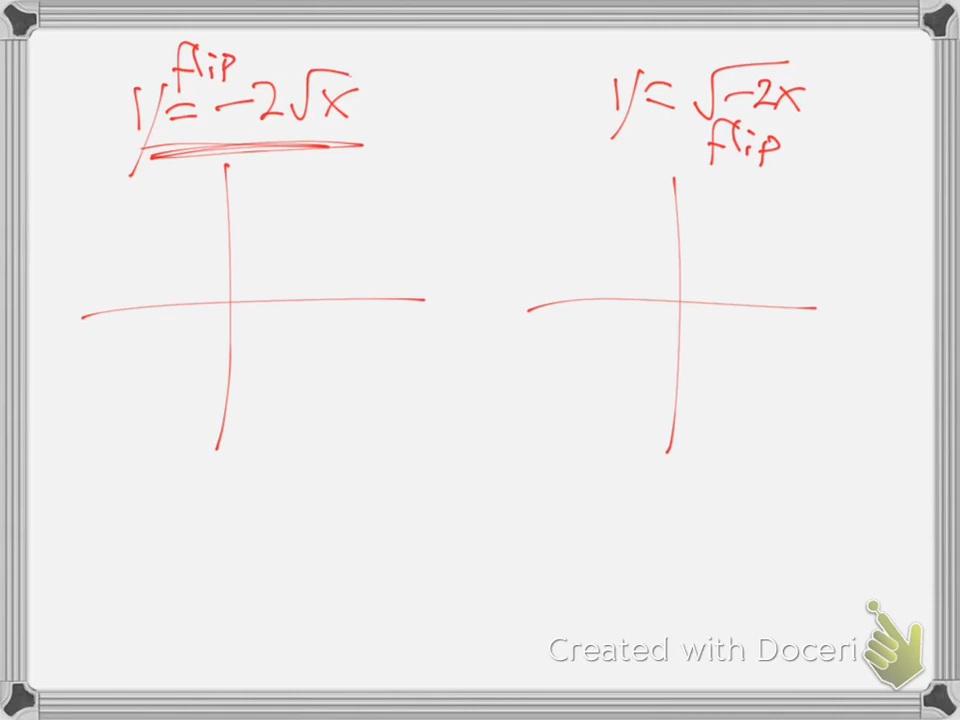 flip
y = -2√x
y = √-2x
flip
Created with Doceri